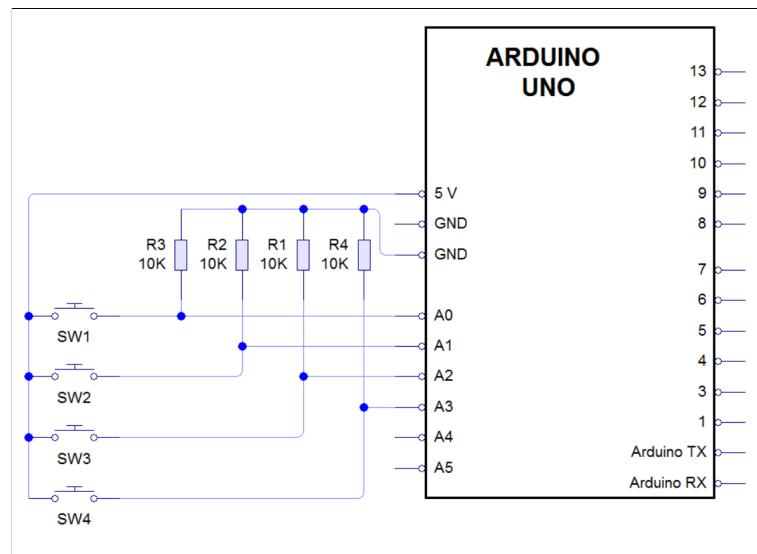 ARDUINO
UNO
13
12
11
10
9
8
7
6
5
4
3
1
Arduino TX
Arduino RX
5 V
GND
GND
A0
A1
A2
A3
A4
A5
R3
10K
R2
10K
R1
10K
R4
10K
SW1
SW2
SW3
SW4